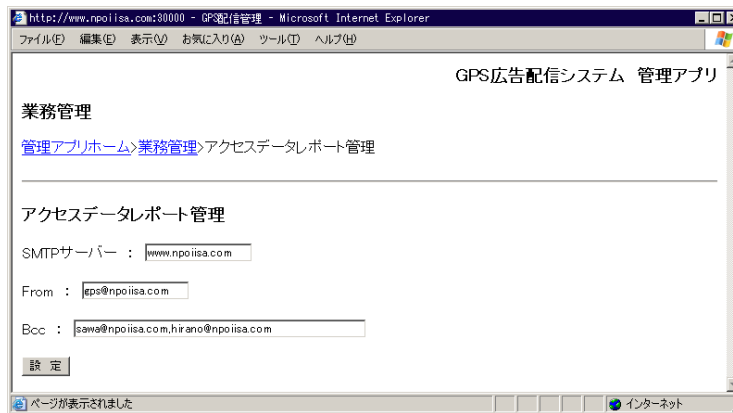 http://www.npoiisa.com:30000 - GPS配信管理 - Microsoft Internet Explorer
ファイル(F) 編集(E) 表示(V) お気に入り(A) ツール(T) ヘルプ(H)
GPS広告配信システム 管理アプリ
業務管理
管理アプリホーム>業務管理>アクセスデータレポート管理
アクセスデータレポート管理
SMTPサーバー : www.npoiisa.com
From : gps@npoiisa.com
Bcc : sawa@npoiisa.com,hirano@npoiisa.com
設 定
ページが表示されました インターネット